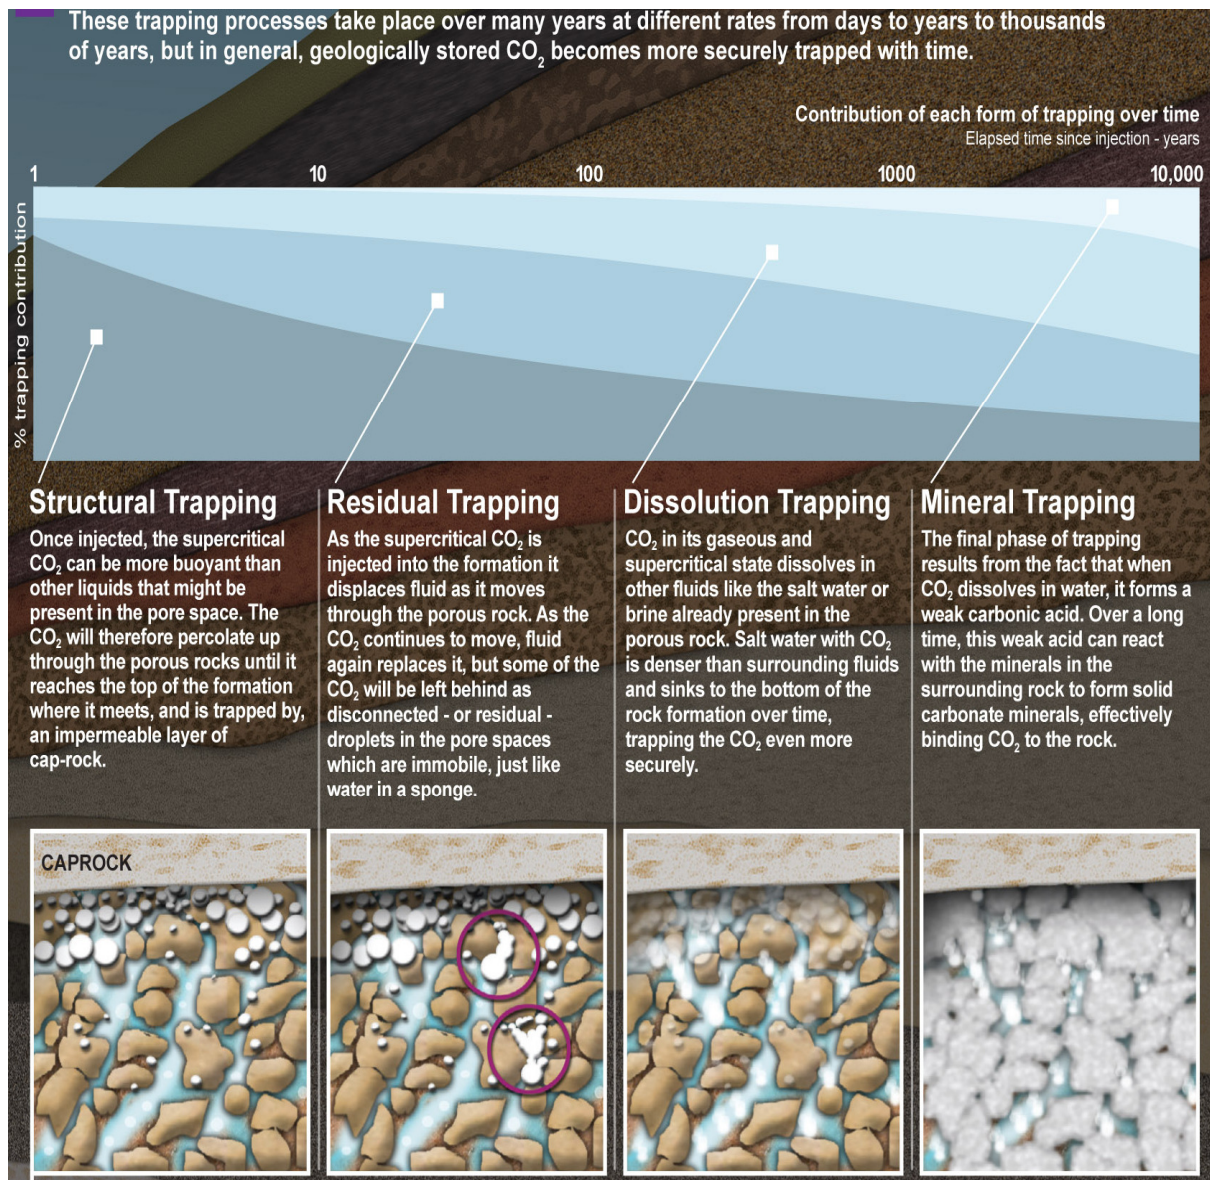 These trapping processes take place over many years at different rates from days to years to thousands
of years, but in general, geologically stored CO₂ becomes more securely trapped with time.
Contribution of each form of trapping over time
Elapsed time since injection - years
1 10 100 1000 10,000
% trapping contribution
Structural Trapping
Once injected, the supercritical
CO₂ can be more buoyant than
other liquids that might be
present in the pore space. The
CO₂ will therefore percolate up
through the porous rocks until it
reaches the top of the formation
where it meets, and is trapped by,
an impermeable layer of
cap-rock.
Residual Trapping
As the supercritical CO₂ is
injected into the formation it
displaces fluid as it moves
through the porous rock. As the
CO₂ continues to move, fluid
again replaces it, but some of the
CO₂ will be left behind as
disconnected - or residual -
droplets in the pore spaces
which are immobile, just like
water in a sponge.
Dissolution Trapping
CO₂ in its gaseous and
supercritical state dissolves in
other fluids like the salt water or
brine already present in the
porous rock. Salt water with CO₂
is denser than surrounding fluids
and sinks to the bottom of the
rock formation over time,
trapping the CO₂ even more
securely.
Mineral Trapping
The final phase of trapping
results from the fact that when
CO₂ dissolves in water, it forms a
weak carbonic acid. Over a long
time, this weak acid can react
with the minerals in the
surrounding rock to form solid
carbonate minerals, effectively
binding CO₂ to the rock.
CAPROCK